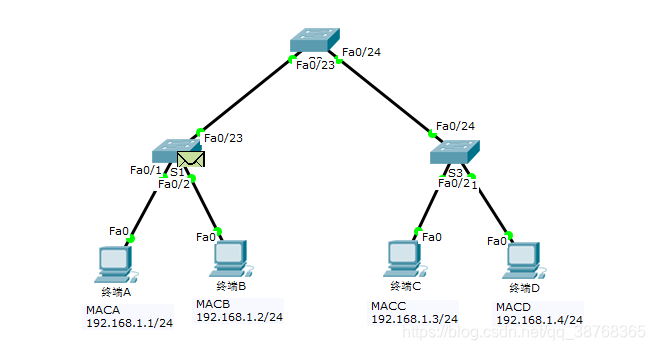 Fa0/24
Fa0/23
Fa0/24
Fa0/23
Fa0/1
S1
Fa0/2
S3
Fa0/2
1
Fa0
Fa0
Fa0
Fa0
终端A
终端B
终端C
终端D
MACA
192.168.1.1/24
MACB
192.168.1.2/24
MACC
192.168.1.3/24
MACD
192.168.1.4/24
https://blog.csdn.net/qq_38768365